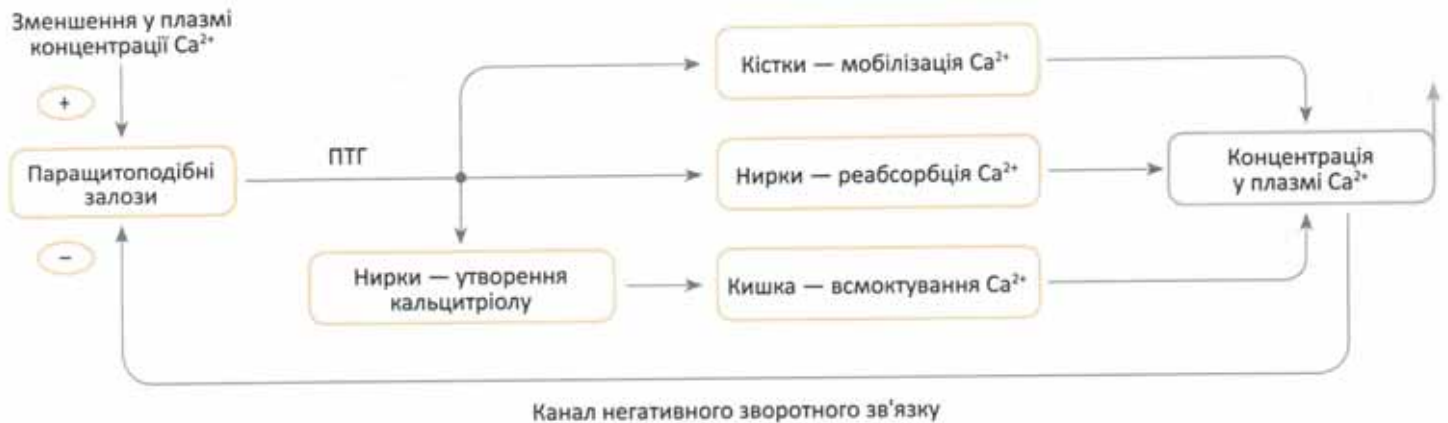 Зменшення у плазмі
концентрації Ca²⁺
+
Паращитоподібні
залози
−
ПТГ
Кістки — мобілізація Ca²⁺
Нирки — реабсорбція Ca²⁺
Нирки — утворення
кальцитріолу
Кишка — всмоктування Ca²⁺
Концентрація
у плазмі Ca²⁺
Канал негативного зворотного зв'язку